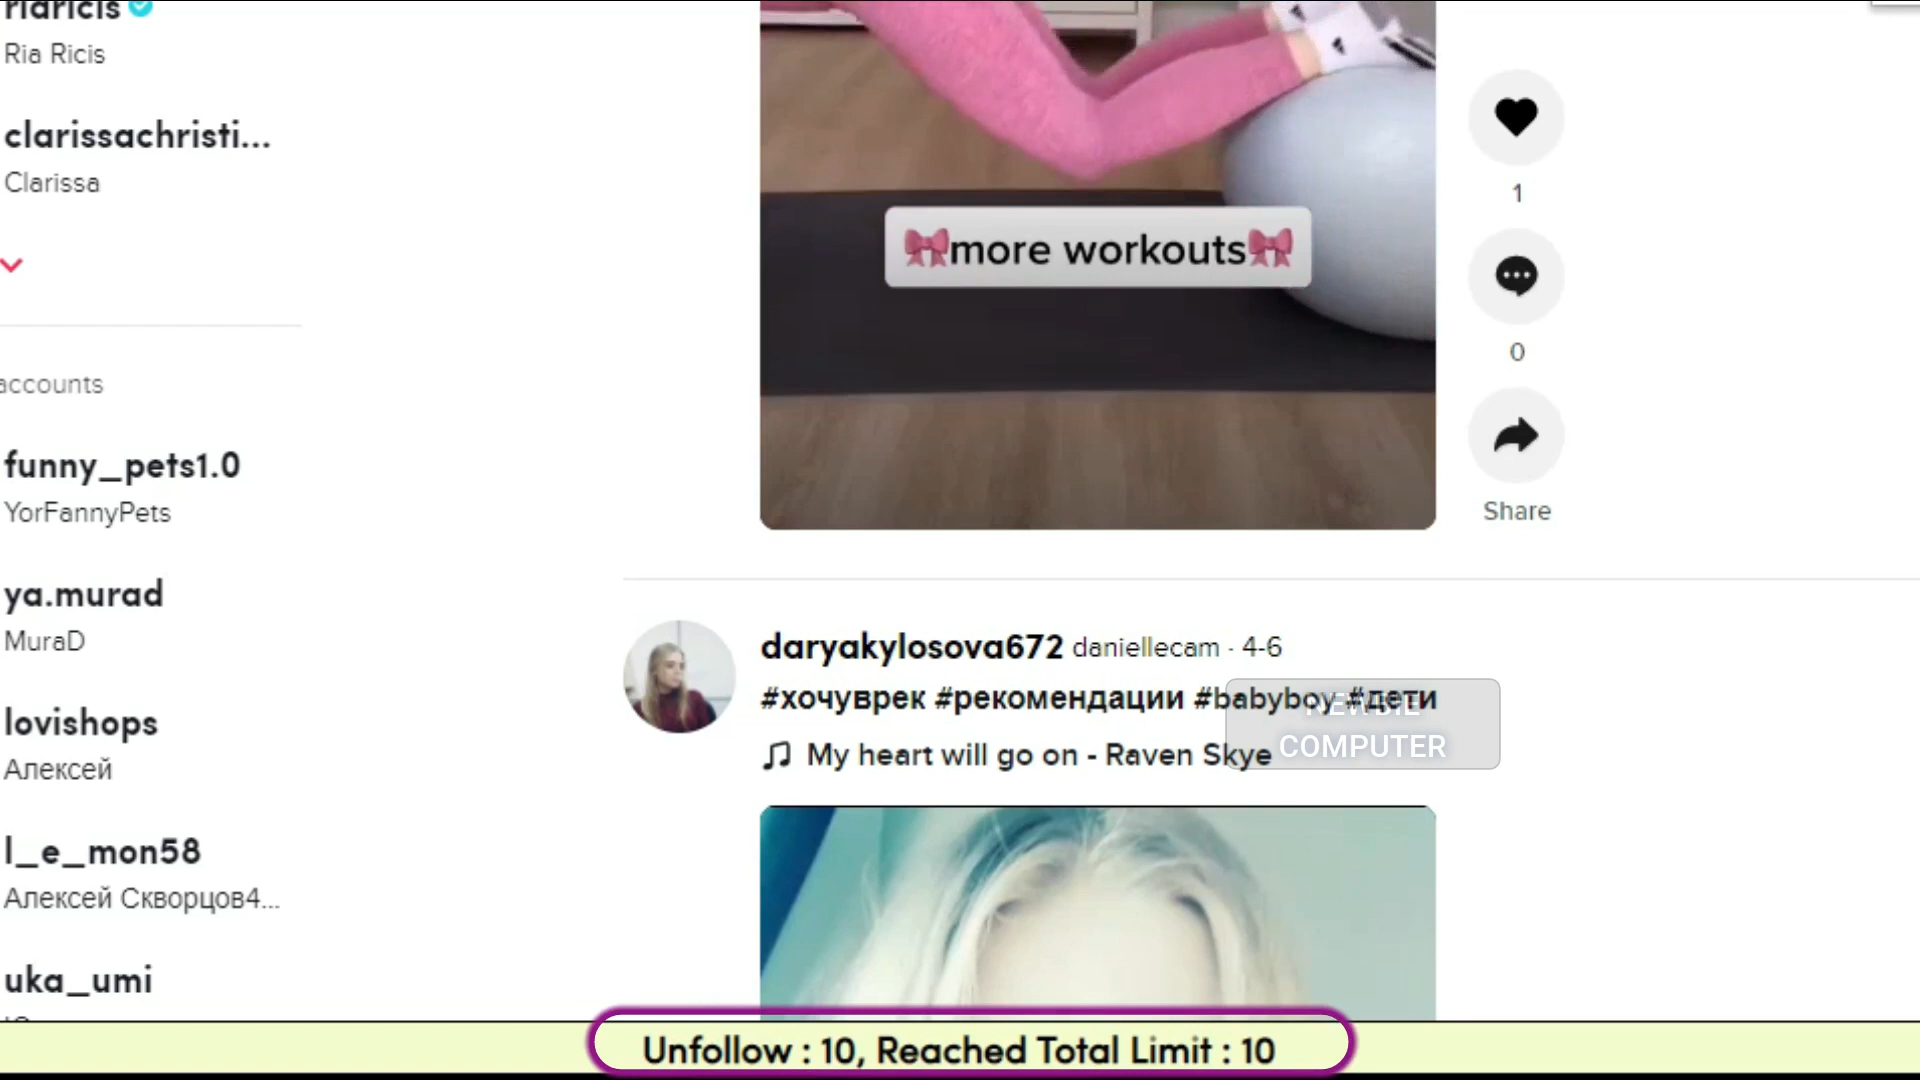 riaricis
Ria Ricis
clarissachristi...
Clarissa
accounts
funny_pets1.0
YorFannyPets
ya.murad
MuraD
lovishops
Алексей
l_e_mon58
Алексей Скворцов4...
uka_umi
more workouts
1
0
Share
daryakylosova672 daniellecam · 4-6
#хочуврек #рекомендации #babyboy #дети
My heart will go on - Raven Skye
NEWBIE
COMPUTER
Unfollow : 10, Reached Total Limit : 10